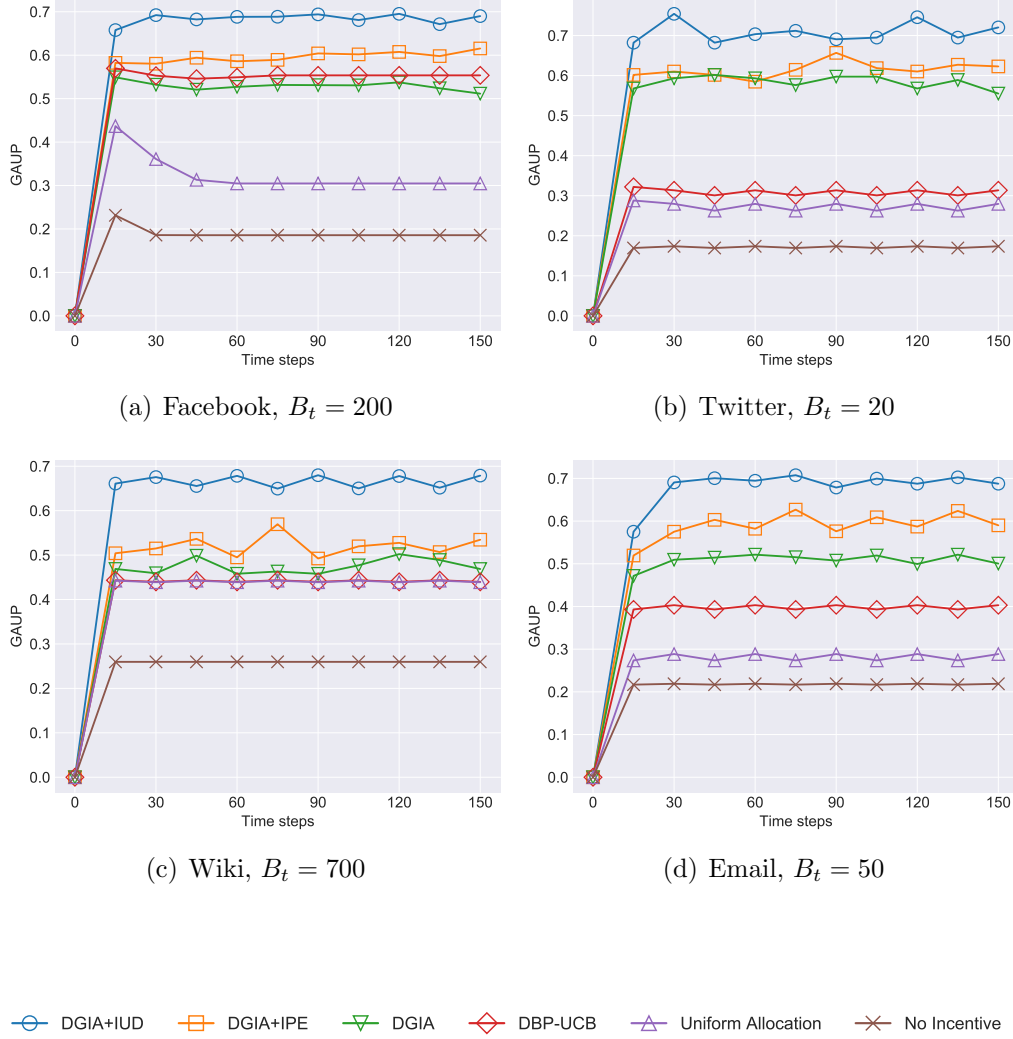 0.7
0.6
0.5
0.4
0.3
0.2
0.1
0.0
GAUP
0 30 60 90 120 150
Time steps
(a) Facebook, B_t = 200
0.7
0.6
0.5
0.4
0.3
0.2
0.1
0.0
GAUP
0 30 60 90 120 150
Time steps
(b) Twitter, B_t = 20
0.7
0.6
0.5
0.4
0.3
0.2
0.1
0.0
GAUP
0 30 60 90 120 150
Time steps
(c) Wiki, B_t = 700
0.7
0.6
0.5
0.4
0.3
0.2
0.1
0.0
GAUP
0 30 60 90 120 150
Time steps
(d) Email, B_t = 50
DGIA+IUD DGIA+IPE DGIA DBP-UCB Uniform Allocation No Incentive